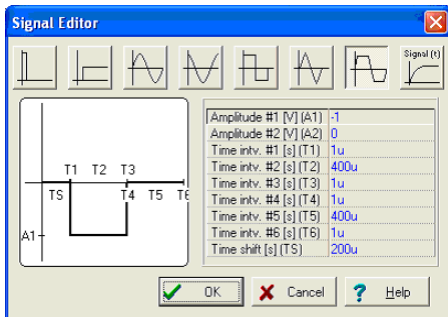 Signal Editor
Signal (t)
T1 T2 T3
TS T4 T5 T6
A1
Amplitude #1 [V] (A1) -1
Amplitude #2 [V] (A2) 0
Time intv. #1 [s] (T1) 1u
Time intv. #2 [s] (T2) 400u
Time intv. #3 [s] (T3) 1u
Time intv. #4 [s] (T4) 1u
Time intv. #5 [s] (T5) 400u
Time intv. #6 [s] (T6) 1u
Time shift [s] (TS) 200u
OK Cancel ? Help